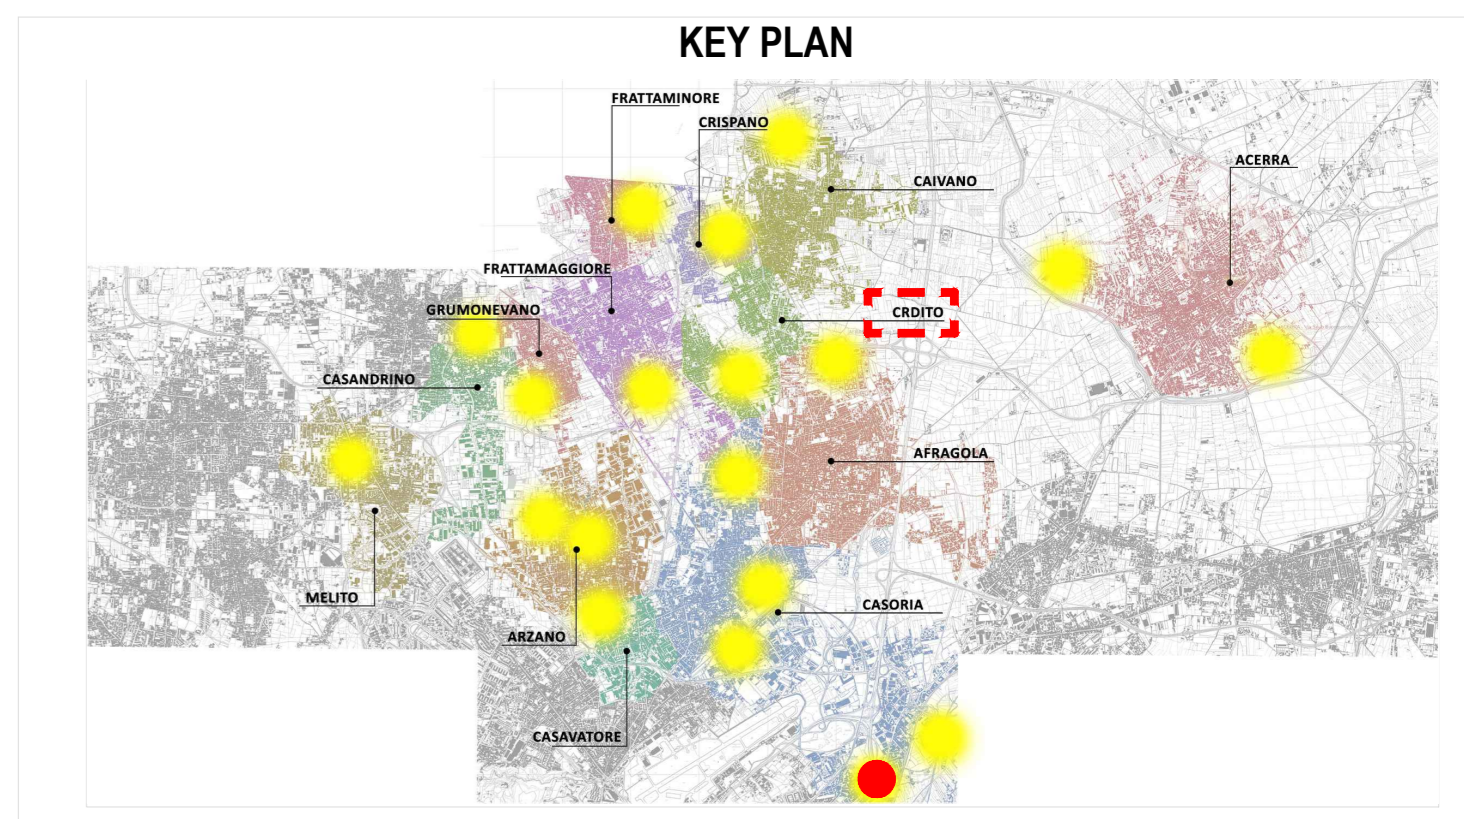 KEY PLAN
FRATTAMINORE
CRISPANO
ACERRA
CAIVANO
FRATTAMAGGIORE
GRUMONEVANO
CRDITO
CASANDRINO
AFRAGOLA
MELITO
CASORIA
ARZANO
CASAVATORE